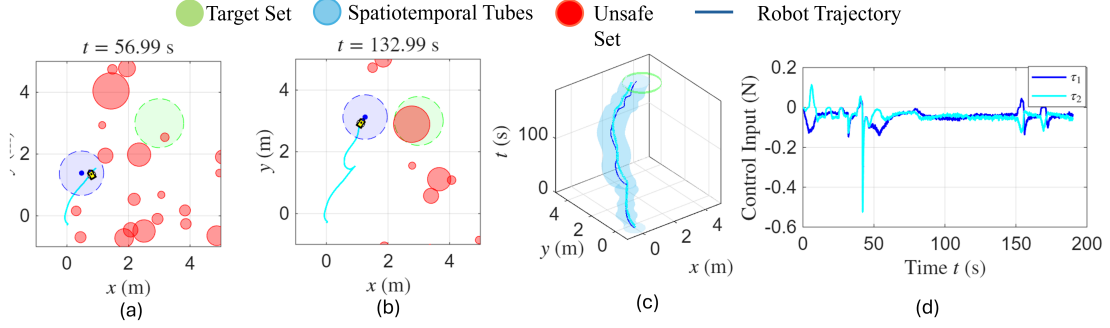 Target Set
Spatiotemporal Tubes
Unsafe
Set
Robot Trajectory
t = 56.99 s
4
2
0
0
2
4
x (m)
(a)
t = 132.99 s
y (m)
4
2
0
0
2
4
x (m)
(b)
t (s)
100
0
4
2
0
y (m)
0
2
4
x (m)
(c)
Control Input (N)
0.2
0
-0.2
-0.4
-0.6
τ1
τ2
0
50
100
150
200
Time t (s)
(d)